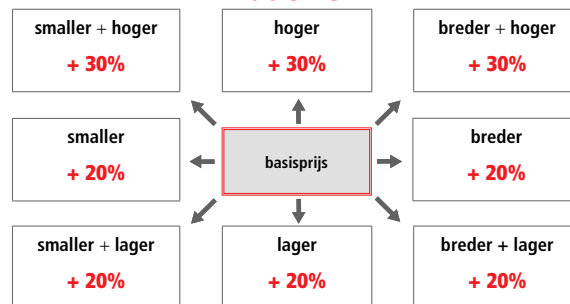 smaller + hoger
+ 30%
hoger
+ 30%
breder + hoger
+ 30%
smaller
+ 20%
basisprijs
breder
+ 20%
smaller + lager
+ 20%
lager
+ 20%
breder + lager
+ 20%